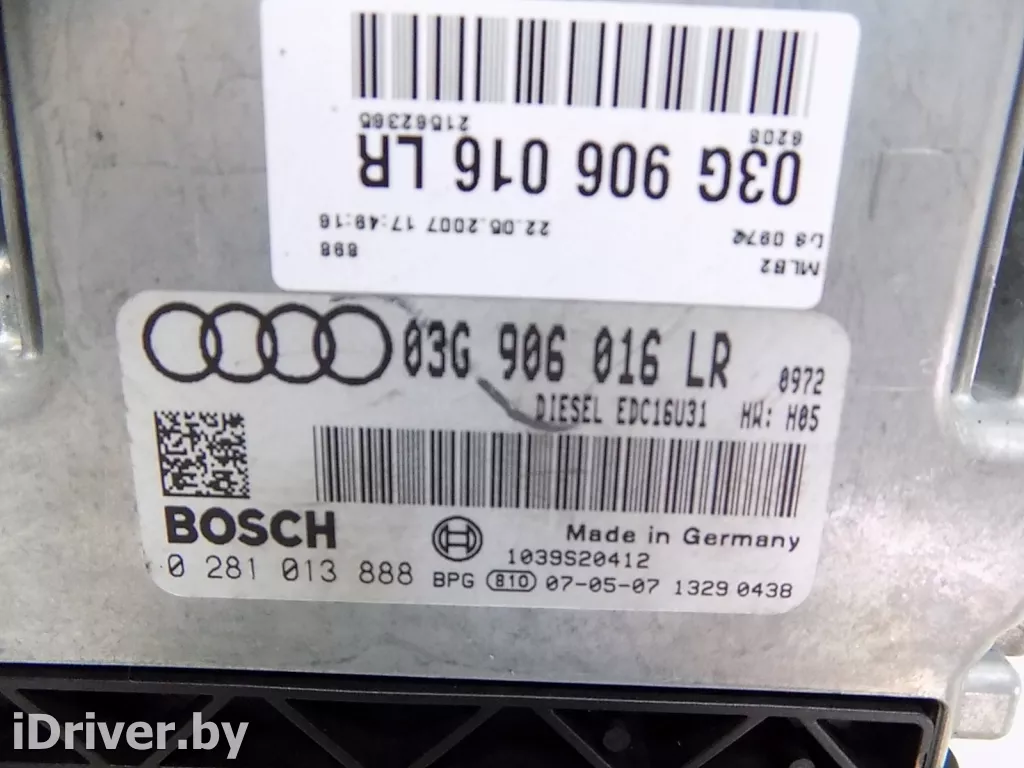 21562365 6208
03G 906 016 LR
22.05.2007 17:49:16
898
MLB2
03G 906 016 LR 0972
DIESEL EDC16U31 HW: H05
BOSCH
Made in Germany
1039S20412
0 281 013 888 BPG 810 07-05-07 1329 0438
iDriver.by